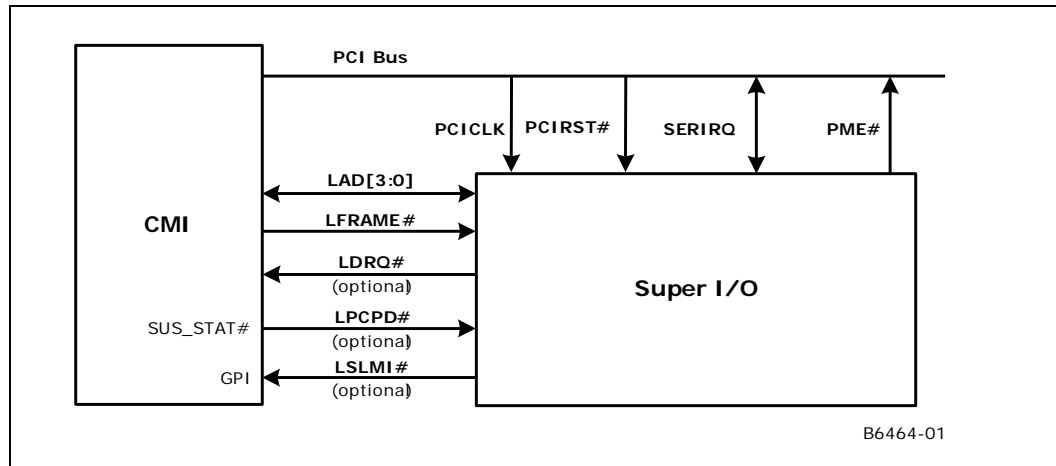 PCI Bus
PCICLK
PCIRST#
SERIRQ
PME#
LAD[3:0]
CMI
LFRAME#
LDRQ#
(optional)
Super I/O
SUS_STAT#
LPCPD#
(optional)
GPI
LSLMI#
(optional)
B6464-01